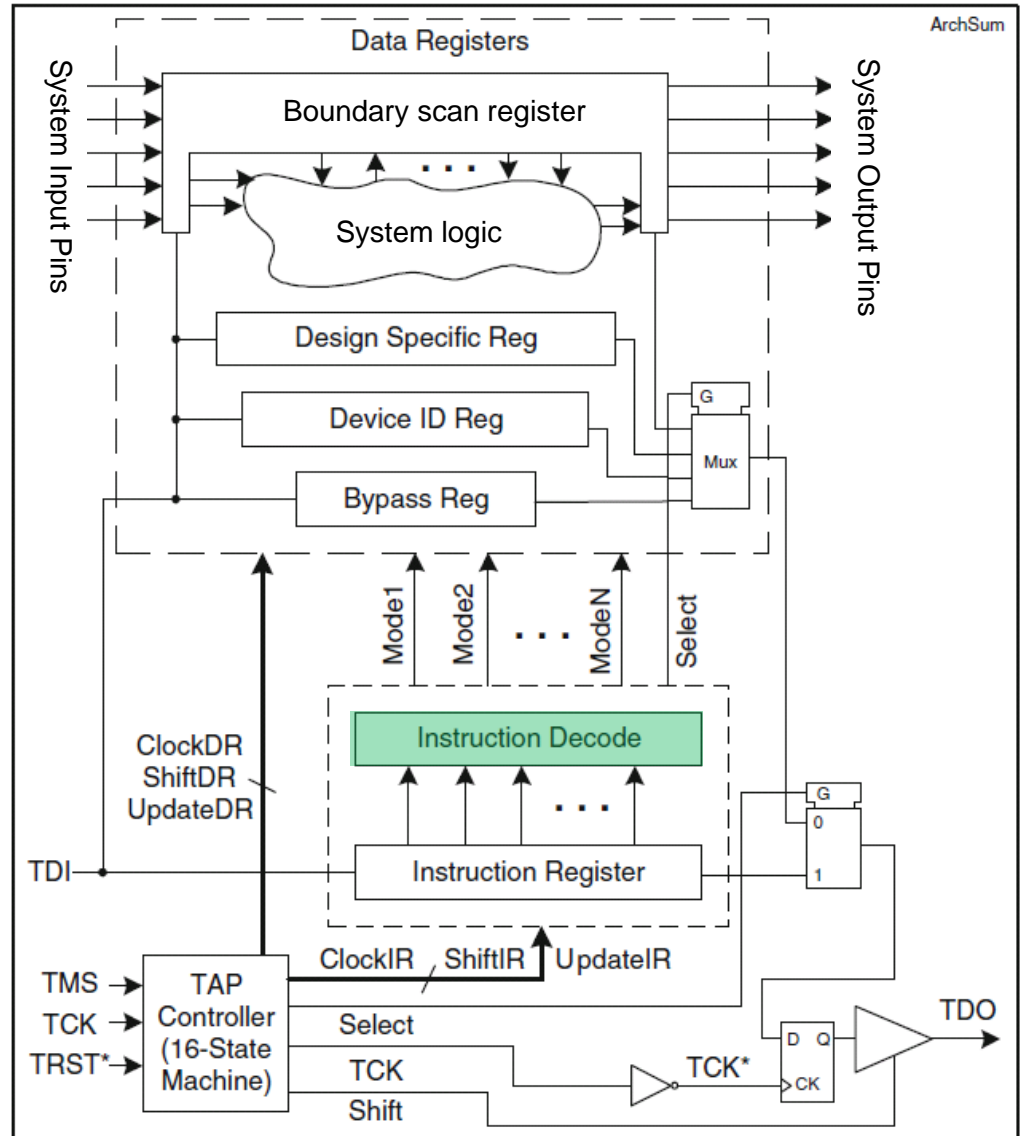 ArchSum
Data Registers
System Input Pins
Boundary scan register
. . .
System logic
System Output Pins
Design Specific Reg
G
Device ID Reg
Mux
Bypass Reg
Mode1
Mode2
. . .
ModeN
Select
Instruction Decode
ClockDR
ShiftDR
UpdateDR
. . .
G
0
TDI
Instruction Register
1
ClockIR
ShiftIR
UpdateIR
TMS
TCK
TRST*
TAP
Controller
(16-State
Machine)
Select
TCK
Shift
TCK*
D Q
CK
TDO